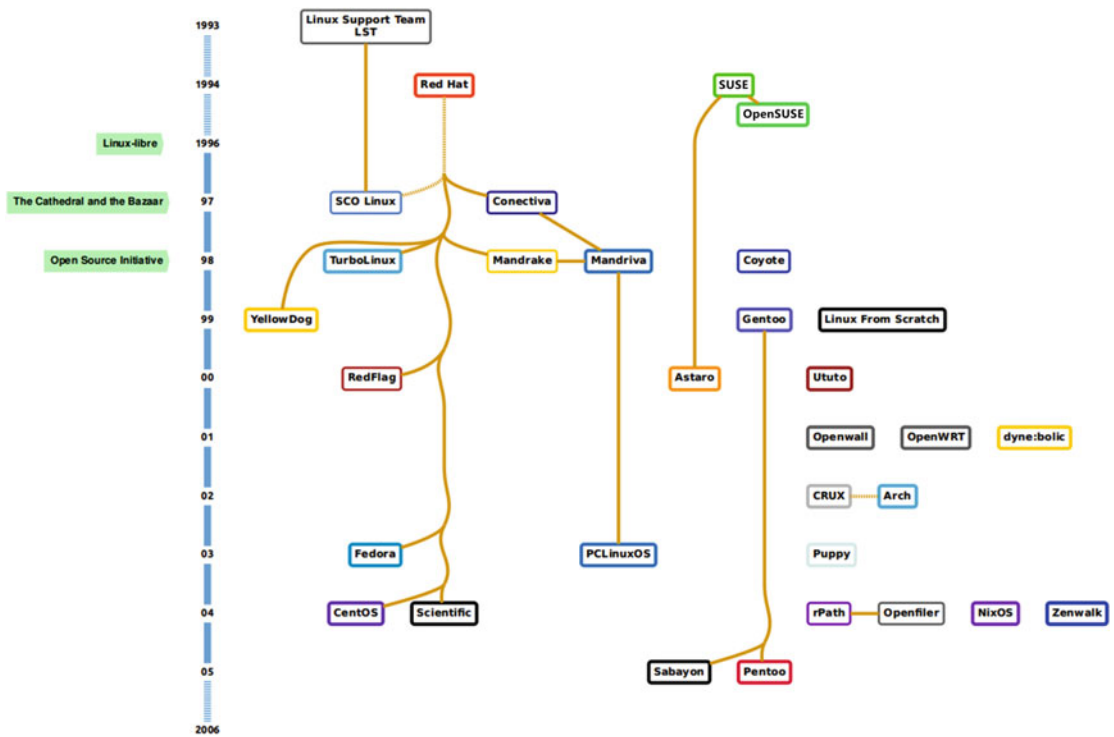 1993
Linux Support Team
LST
1994
Red Hat
SUSE
OpenSUSE
Linux-libre
1996
The Cathedral and the Bazaar
97
SCO Linux
Conectiva
Open Source Initiative
98
TurboLinux
Mandrake
Mandriva
Coyote
99
YellowDog
Gentoo
Linux From Scratch
00
RedFlag
Astaro
Ututo
01
Openwall
OpenWRT
dyne:bolic
02
CRUX
Arch
03
Fedora
PCLinuxOS
Puppy
04
CentOS
Scientific
rPath
Openfiler
NixOS
Zenwalk
05
Sabayon
Pentoo
2006